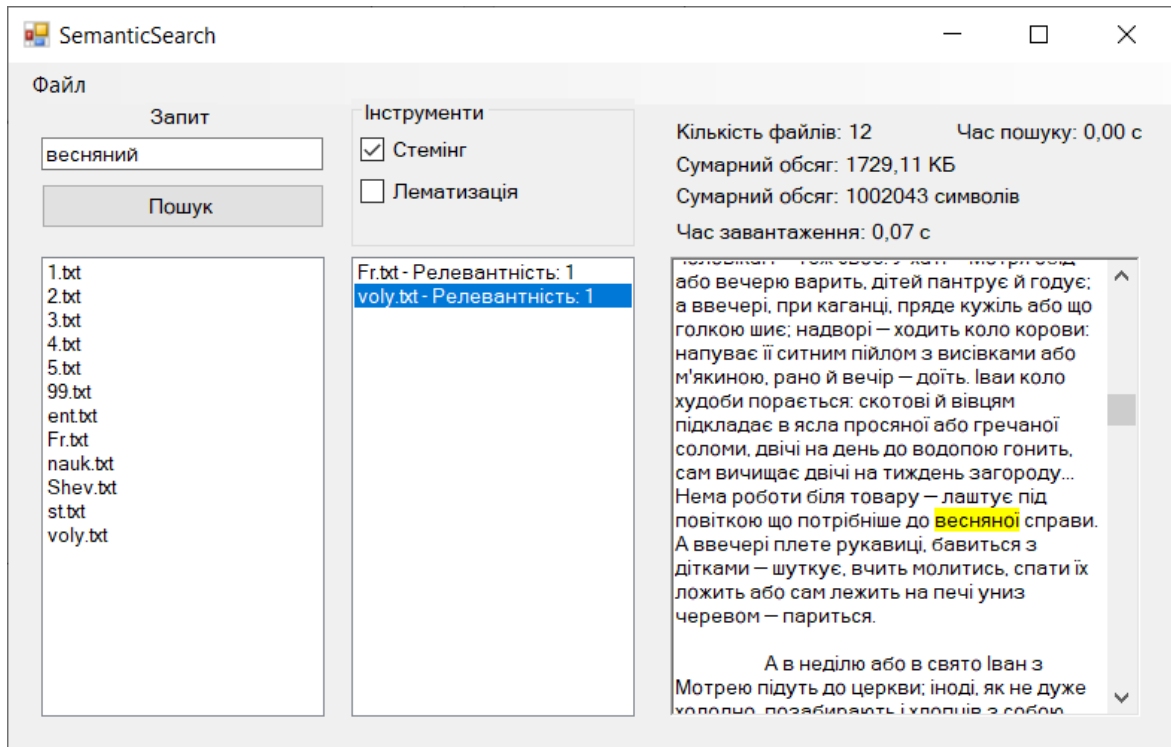 SemanticSearch
Файл
Запит
весняний
Пошук
Інструменти
Стемінг
Лематизація
Кількість файлів: 12 Час пошуку: 0,00 с
Сумарний обсяг: 1729,11 КБ
Сумарний обсяг: 1002043 символів
Час завантаження: 0,07 с
1.txt
2.txt
3.txt
4.txt
5.txt
99.txt
ent.txt
Fr.txt
nauk.txt
Shev.txt
st.txt
voly.txt
Fr.txt - Релевантність: 1
voly.txt - Релевантність: 1
або вечерю варить, дітей пантрує й годує;
а ввечері, при каганці, пряде кужіль або що
голкою шиє; надворі — ходить коло корови:
напуває її ситним пійлом з висівками або
м'якиною, рано й вечір — доїть. Іваи коло
худоби порається: скотові й вівцям
підкладає в ясла просяної або гречаної
соломи, двічі на день до водопою гонить,
сам вичищає двічі на тиждень загороду...
Нема роботи біля товару — лаштує під
повіткою що потрібніше до весняної справи.
А ввечері плете рукавиці, бавиться з
дітками — шуткує, вчить молитись, спати їх
ложить або сам лежить на печі униз
черевом — париться.
А в неділю або в свято Іван з
Мотрею підуть до церкви; іноді, як не дуже
холодно, позабирають і хлопців з собою